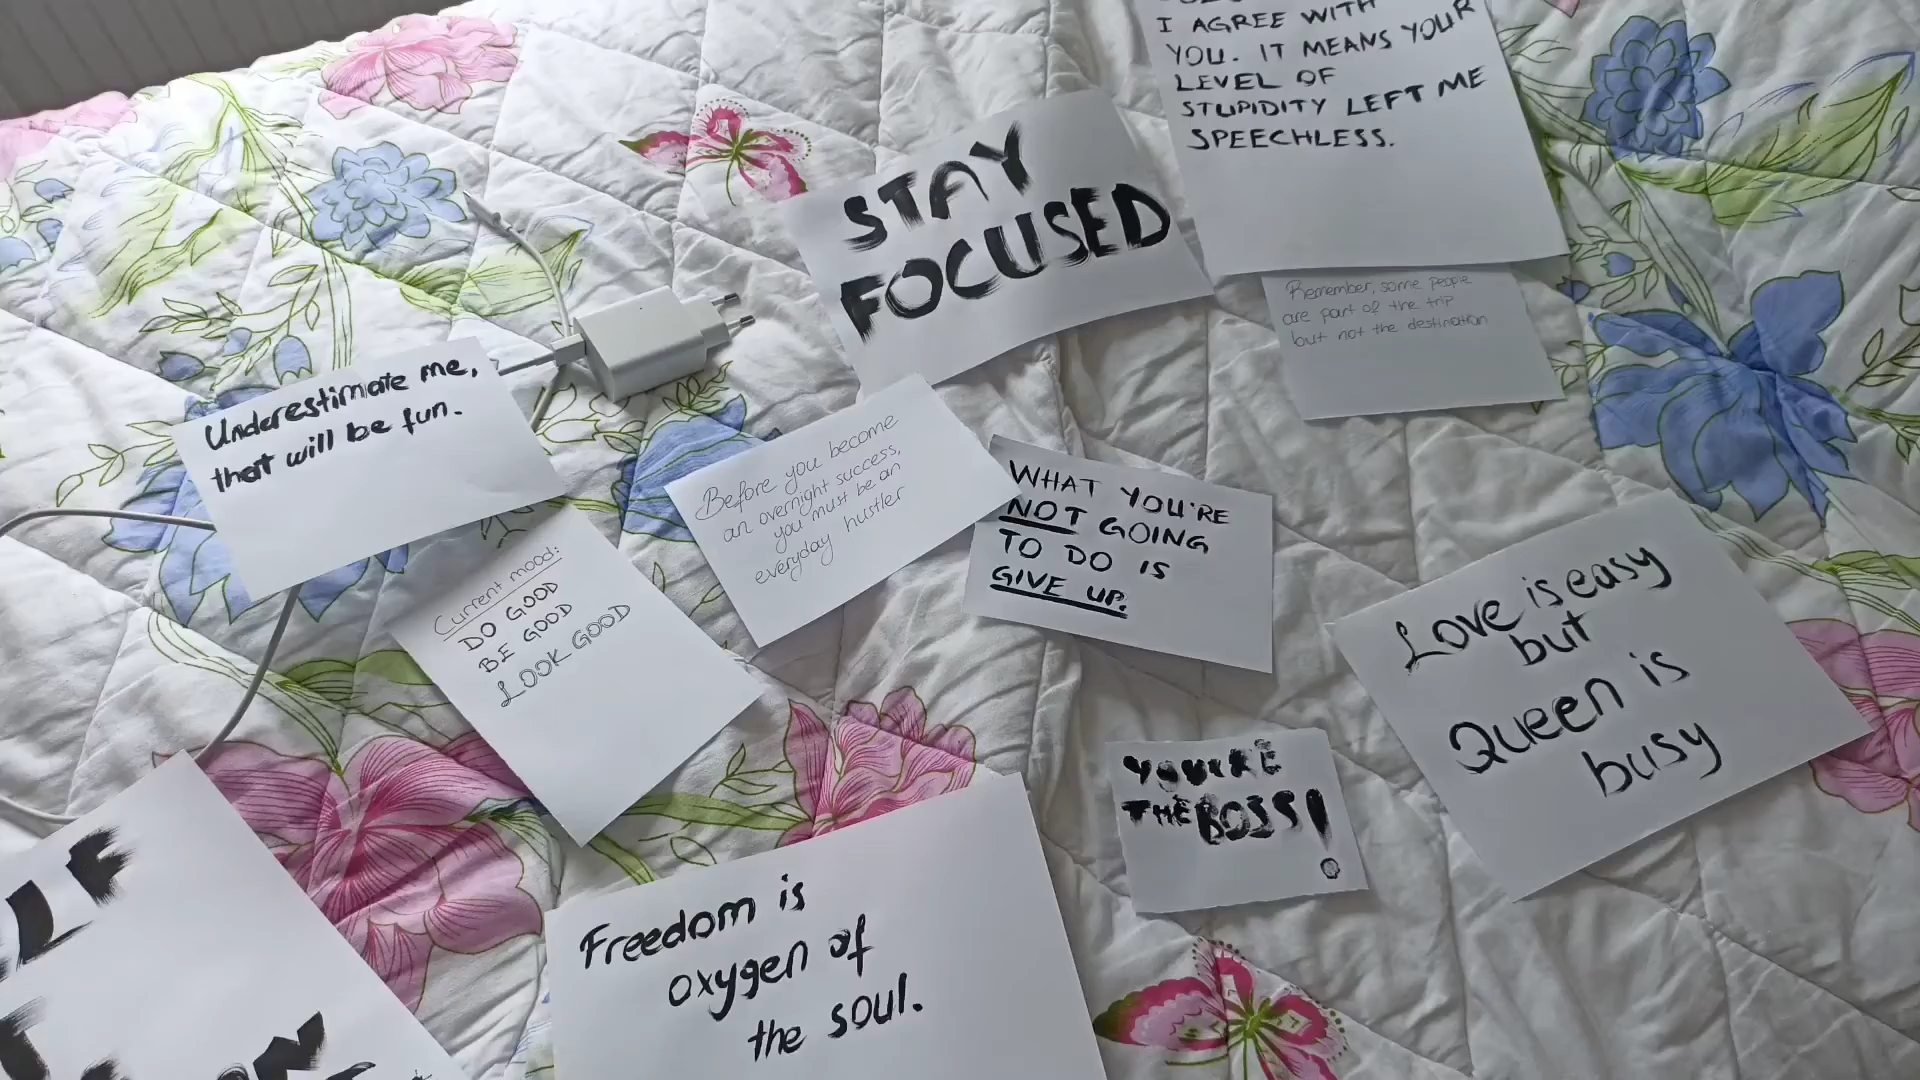 I AGREE WITH
YOU. IT MEANS YOUR
LEVEL OF
STUPIDITY LEFT ME
SPEECHLESS.
STAY
FOCUSED
Remember, some people
are part of the trip
but not the destination
Underestimate me,
that will be fun.
Before you become
an overnight success,
you must be an
everyday hustler
WHAT YOU'RE
NOT GOING
TO DO IS
GIVE UP.
Current mood:
DO GOOD
BE GOOD
LOOK GOOD
Love is easy
but
Queen is
busy
YOU'RE
THE BOSS!
Freedom is
oxygen of
the soul.